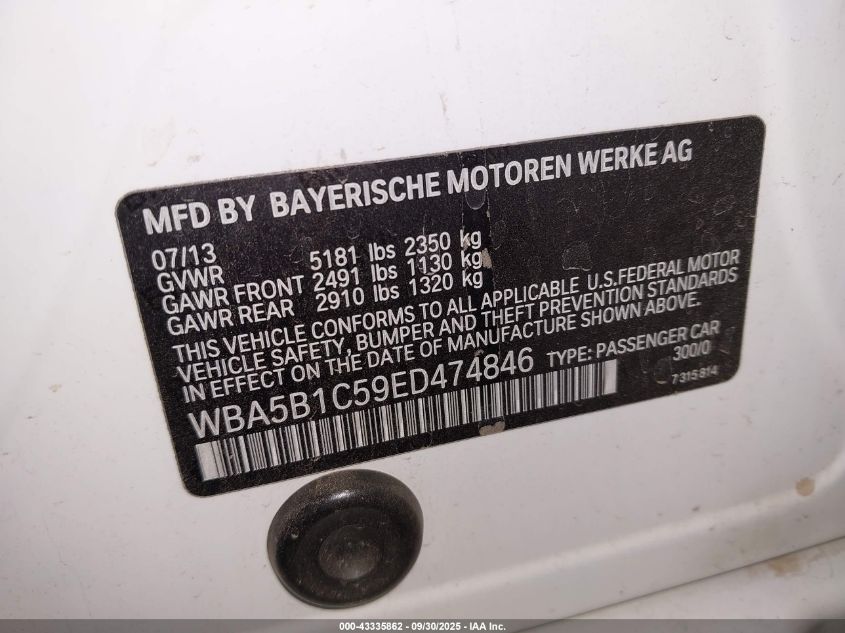 MFD BY BAYERISCHE MOTOREN WERKE AG
07/13
GVWR 5181 lbs 2350 kg
GAWR FRONT 2491 lbs 1130 kg
GAWR REAR 2910 lbs 1320 kg
THIS VEHICLE CONFORMS TO ALL APPLICABLE U.S.FEDERAL MOTOR
VEHICLE SAFETY, BUMPER AND THEFT PREVENTION STANDARDS
IN EFFECT ON THE DATE OF MANUFACTURE SHOWN ABOVE.
WBA5B1C59ED474846 TYPE: PASSENGER CAR
300/0
7 315 814
000-43335862 - 09/30/2025 - IAA Inc.